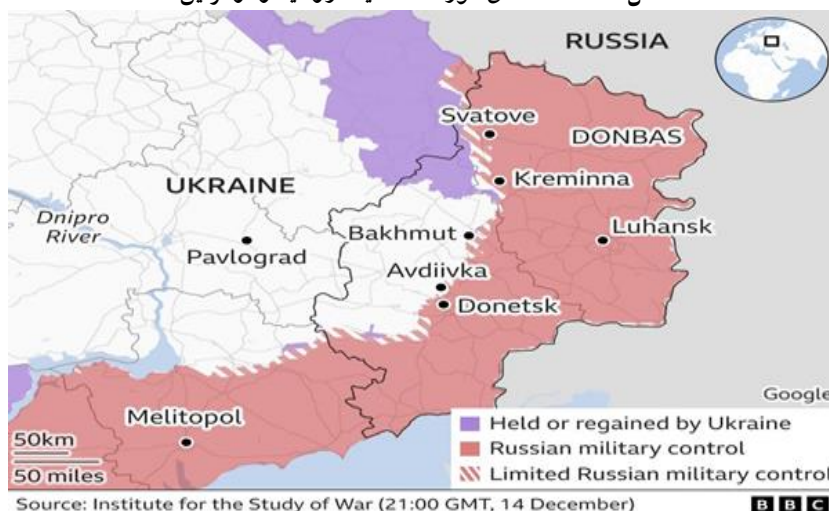 RUSSIA
Svatove
DONBAS
UKRAINE
Kreminna
Dnipro
River
Luhansk
Bakhmut
Pavlograd
Avdiivka
Donetsk
Google
Melitopol
Held or regained by Ukraine
50km
Russian military control
50 miles
Limited Russian military control
Source: Institute for the Study of War (21:00 GMT, 14 December)
BBC